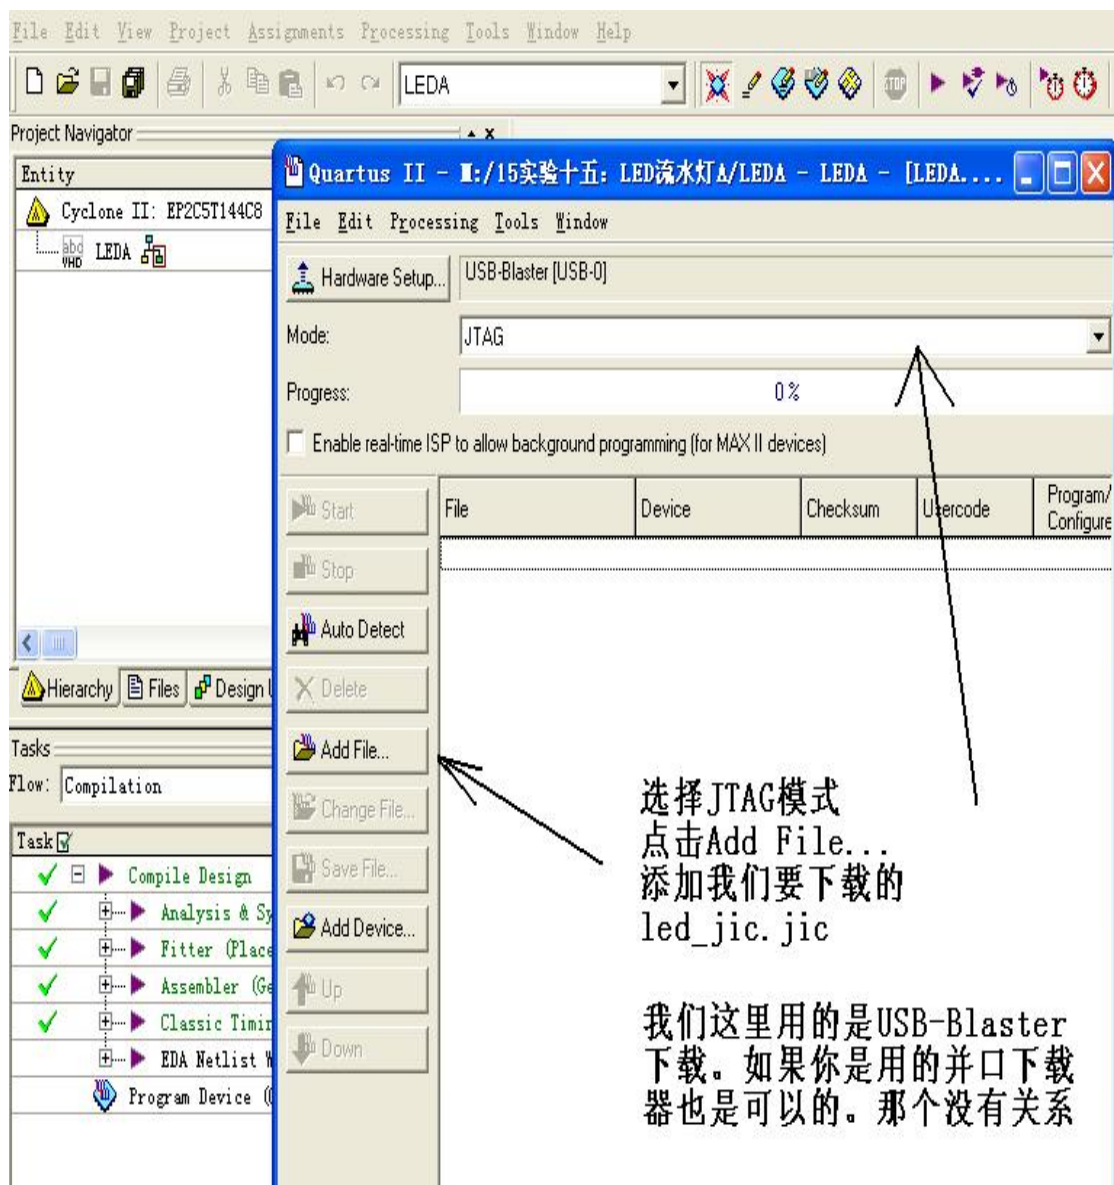 File Edit View Project Assignments Processing Tools Window Help
LEDA
Project Navigator
Entity
Cyclone II: EP2C5T144C8
abc
VHD
LEDA
Hierarchy Files Design
Tasks
Flow: Compilation
Task
Compile Design
Analysis & Sy
Fitter (Place
Assembler (Ge
Classic Timin
EDA Netlist W
Program Device (
Quartus II - M:/15实验十五: LED流水灯A/LEDA - LEDA - [LEDA....
File Edit Processing Tools Window
Hardware Setup... USB-Blaster [USB-0]
Mode: JTAG
Progress: 0%
Enable real-time ISP to allow background programming (for MAX II devices)
File Device Checksum Usercode Program/
Configure
Start
Stop
Auto Detect
Delete
Add File...
Change File...
Save File...
Add Device...
Up
Down
选择JTAG模式
点击Add File...
添加我们要下载的
led_jic.jic
我们这里用的是USB-Blaster
下载。如果你是用的并口下载
器也是可以的。那个没有关系